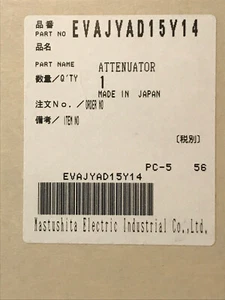 品番
PART NO EVAJYAD15Y14
品名
PART NAME ATTENUATOR
数量/Q'TY 1
MADE IN JAPAN
注文No./ORDER NO
備考/ITEM NO
[税別]
PC-5 56
EVAJYAD15Y14
Mastushita Electric Industrial Co.,Ltd.